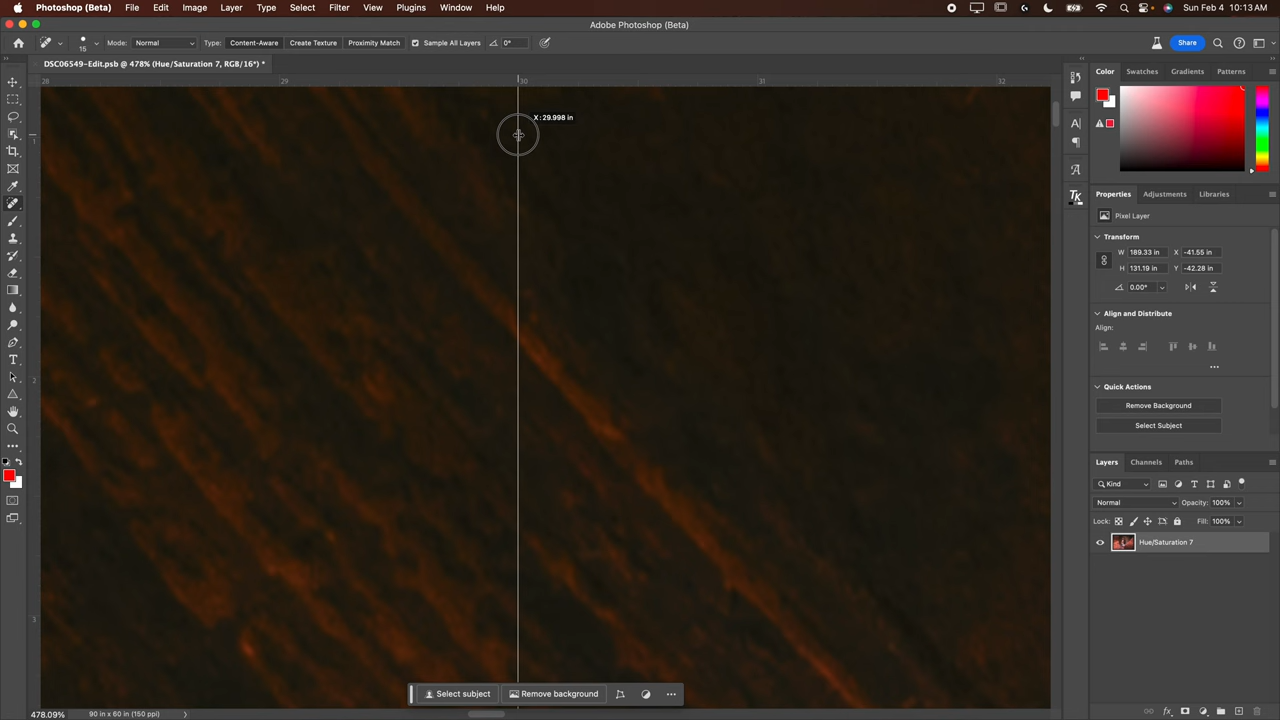 Photoshop (Beta) File Edit Image Layer Type Select Filter View Plugins Window Help Sun Feb 4 10:13 AM
Adobe Photoshop (Beta)
15 Mode: Normal Type: Content-Aware Create Texture Proximity Match Sample All Layers 0° Share
DSC06549-Edit.psb @ 478% (Hue/Saturation 7, RGB/16*) *
28 29 30 31 32
1
2
3
X: 29.998 in
Color Swatches Gradients Patterns
Properties Adjustments Libraries
Pixel Layer
Transform
W 189.33 in X -41.55 in
H 131.19 in Y -42.28 in
0.00°
Align and Distribute
Align:
Quick Actions
Remove Background
Select Subject
Layers Channels Paths
Kind
Normal Opacity: 100%
Lock: Fill: 100%
Hue/Saturation 7
Select subject Remove background
478.09% 90 in x 60 in (150 ppi)